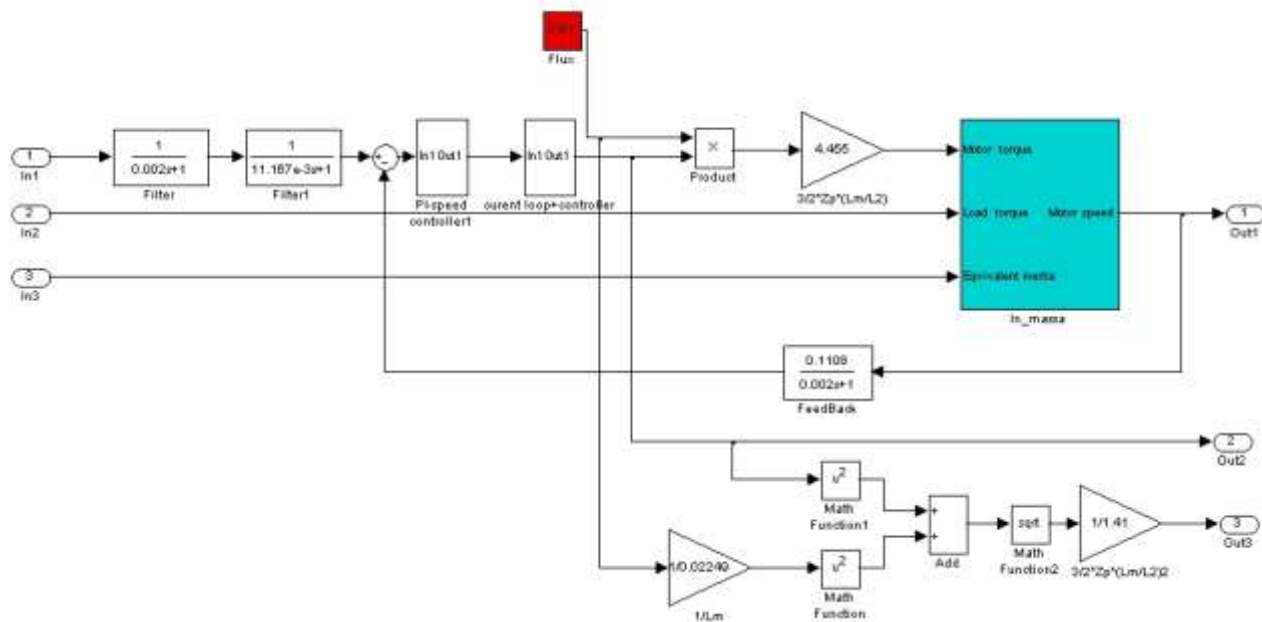 Flux
1
In1
1
0.002s+1
Filter
1
11.187e-3s+1
Filter1
+
-
In1 Out1
PI-speed
controller1
In1 Out1
ourent loop+controller
×
Product
4.455
3/2*Zp*(Lm/L2)
Motor torque
Load torque
Equivalent inertia
Motor speed
In_massa
1
Out1
2
In2
3
In3
0.1108
0.002s+1
FeedBack
2
Out2
u²
Math
Function1
1/0.02246
1/Lm
u²
Math
Function
+
+
Add
sqrt
Math
Function2
1/1.41
3/2*Zp*(Lm/L2)2
3
Out3